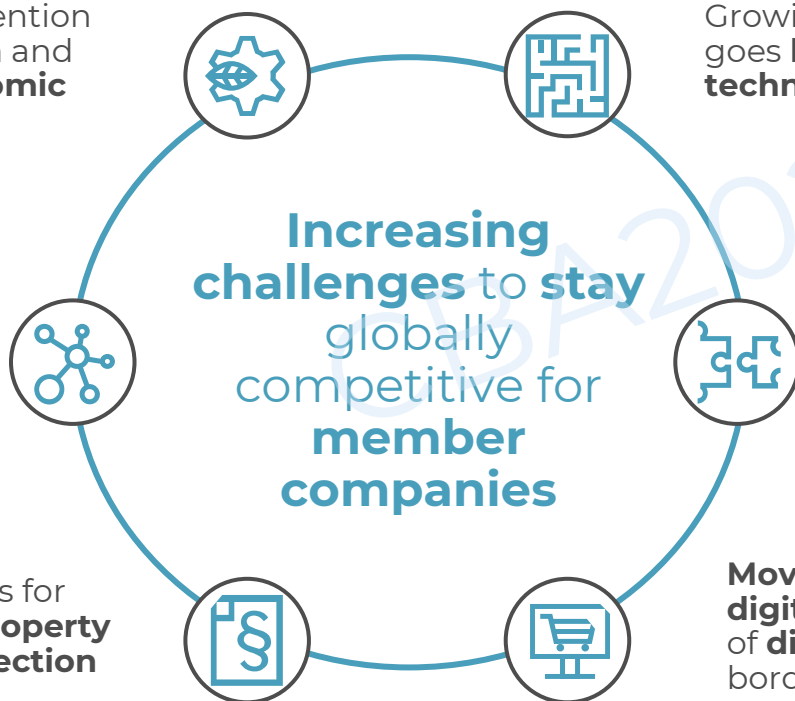 ention
and
omic
Growi
goes
techn
Increasing
challenges to stay
globally
competitive for
member
companies
CBA20
s for
operty
ection
Mov
digit
of di
bord
§